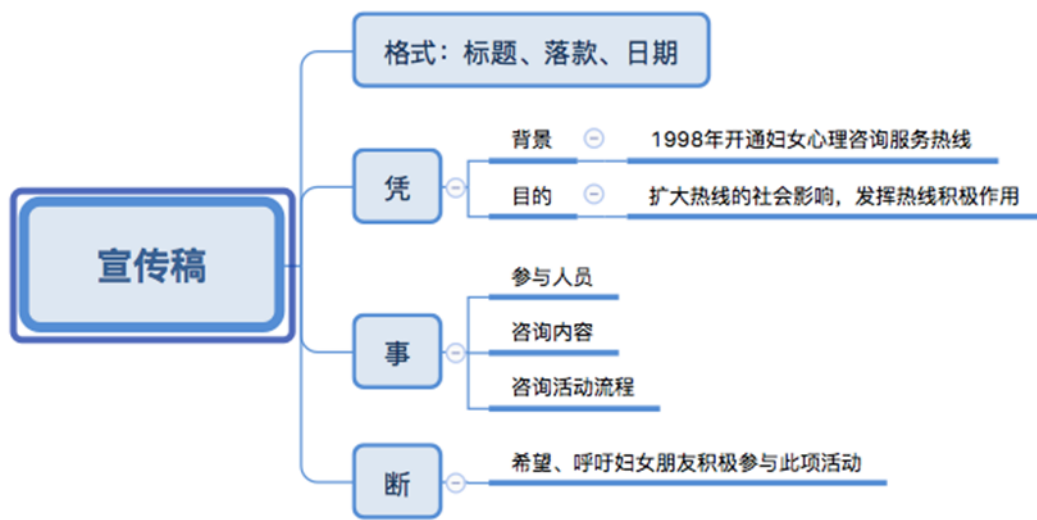 格式：标题、落款、日期
背景
1998年开通妇女心理咨询服务热线
凭
目的
扩大热线的社会影响，发挥热线积极作用
宣传稿
参与人员
咨询内容
事
咨询活动流程
希望、呼吁妇女朋友积极参与此项活动
断